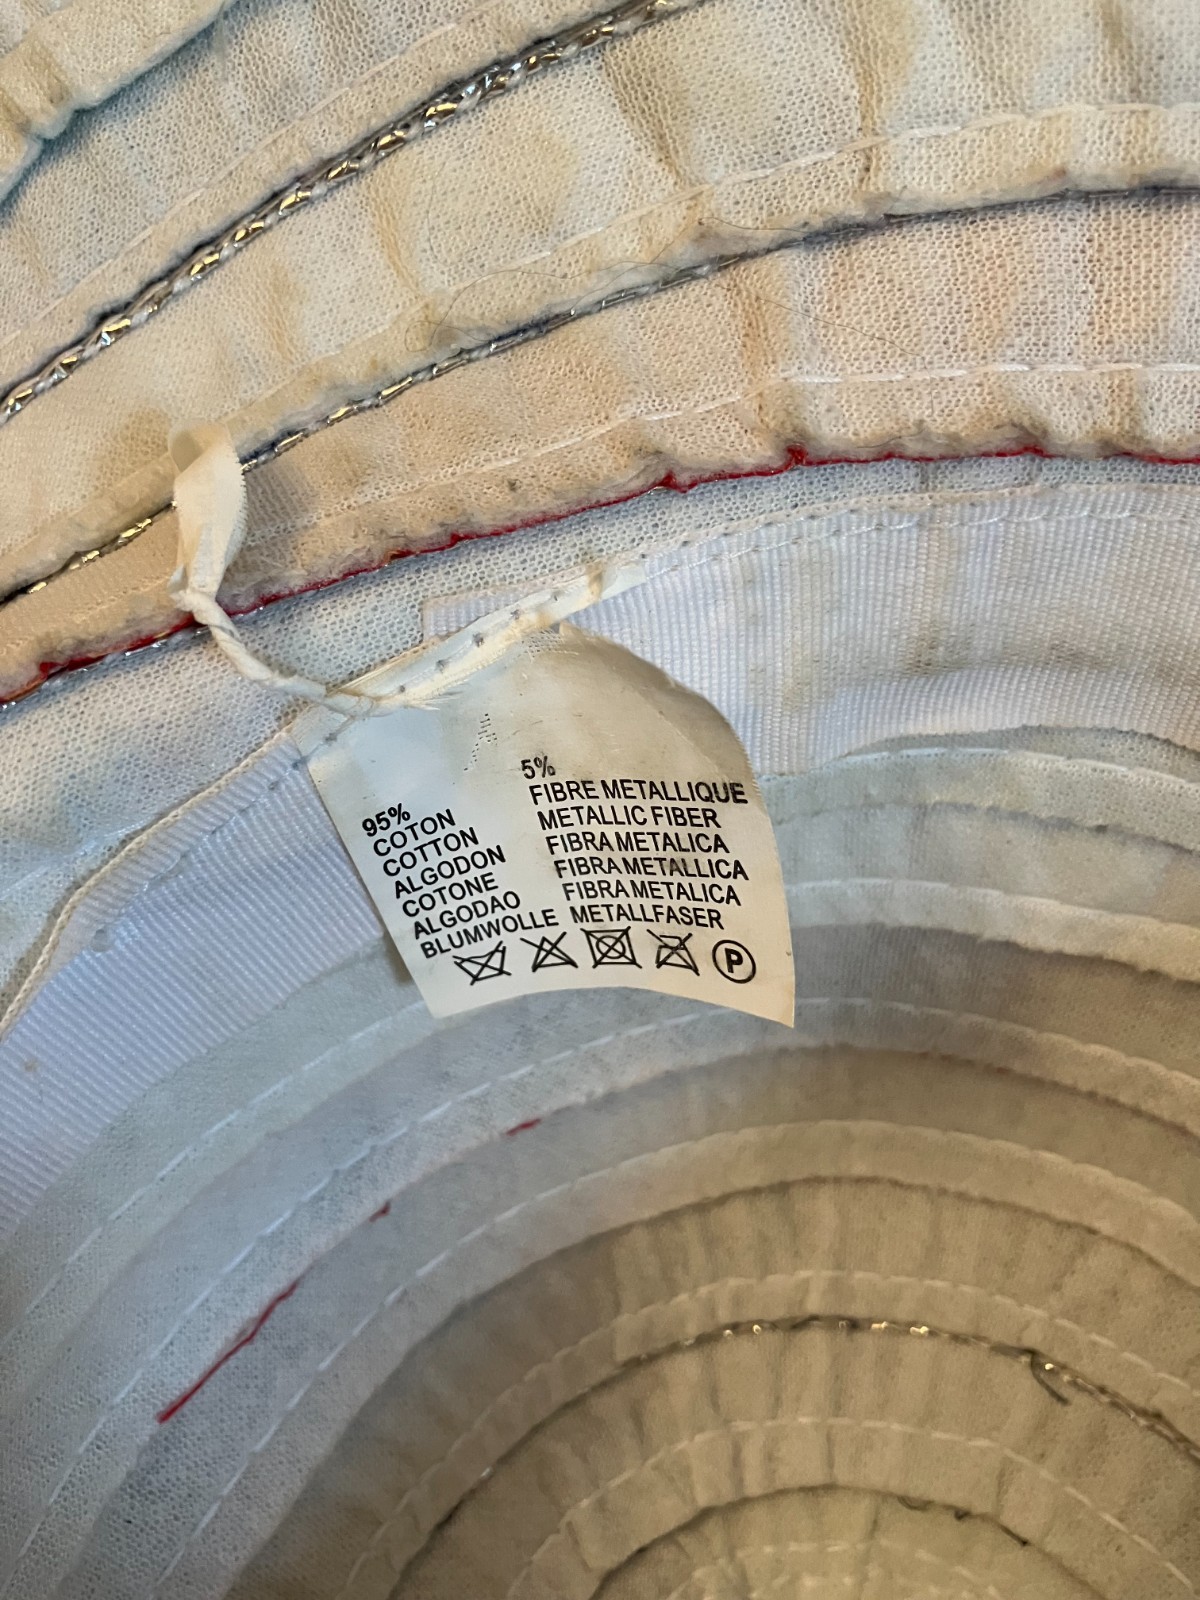 95%
COTON
COTTON
ALGODON
COTONE
ALGODAO
BLUMWOLLE
5%
FIBRE METALLIQUE
METALLIC FIBER
FIBRA METALICA
FIBRA METALLICA
FIBRA METALICA
METALLFASER
P